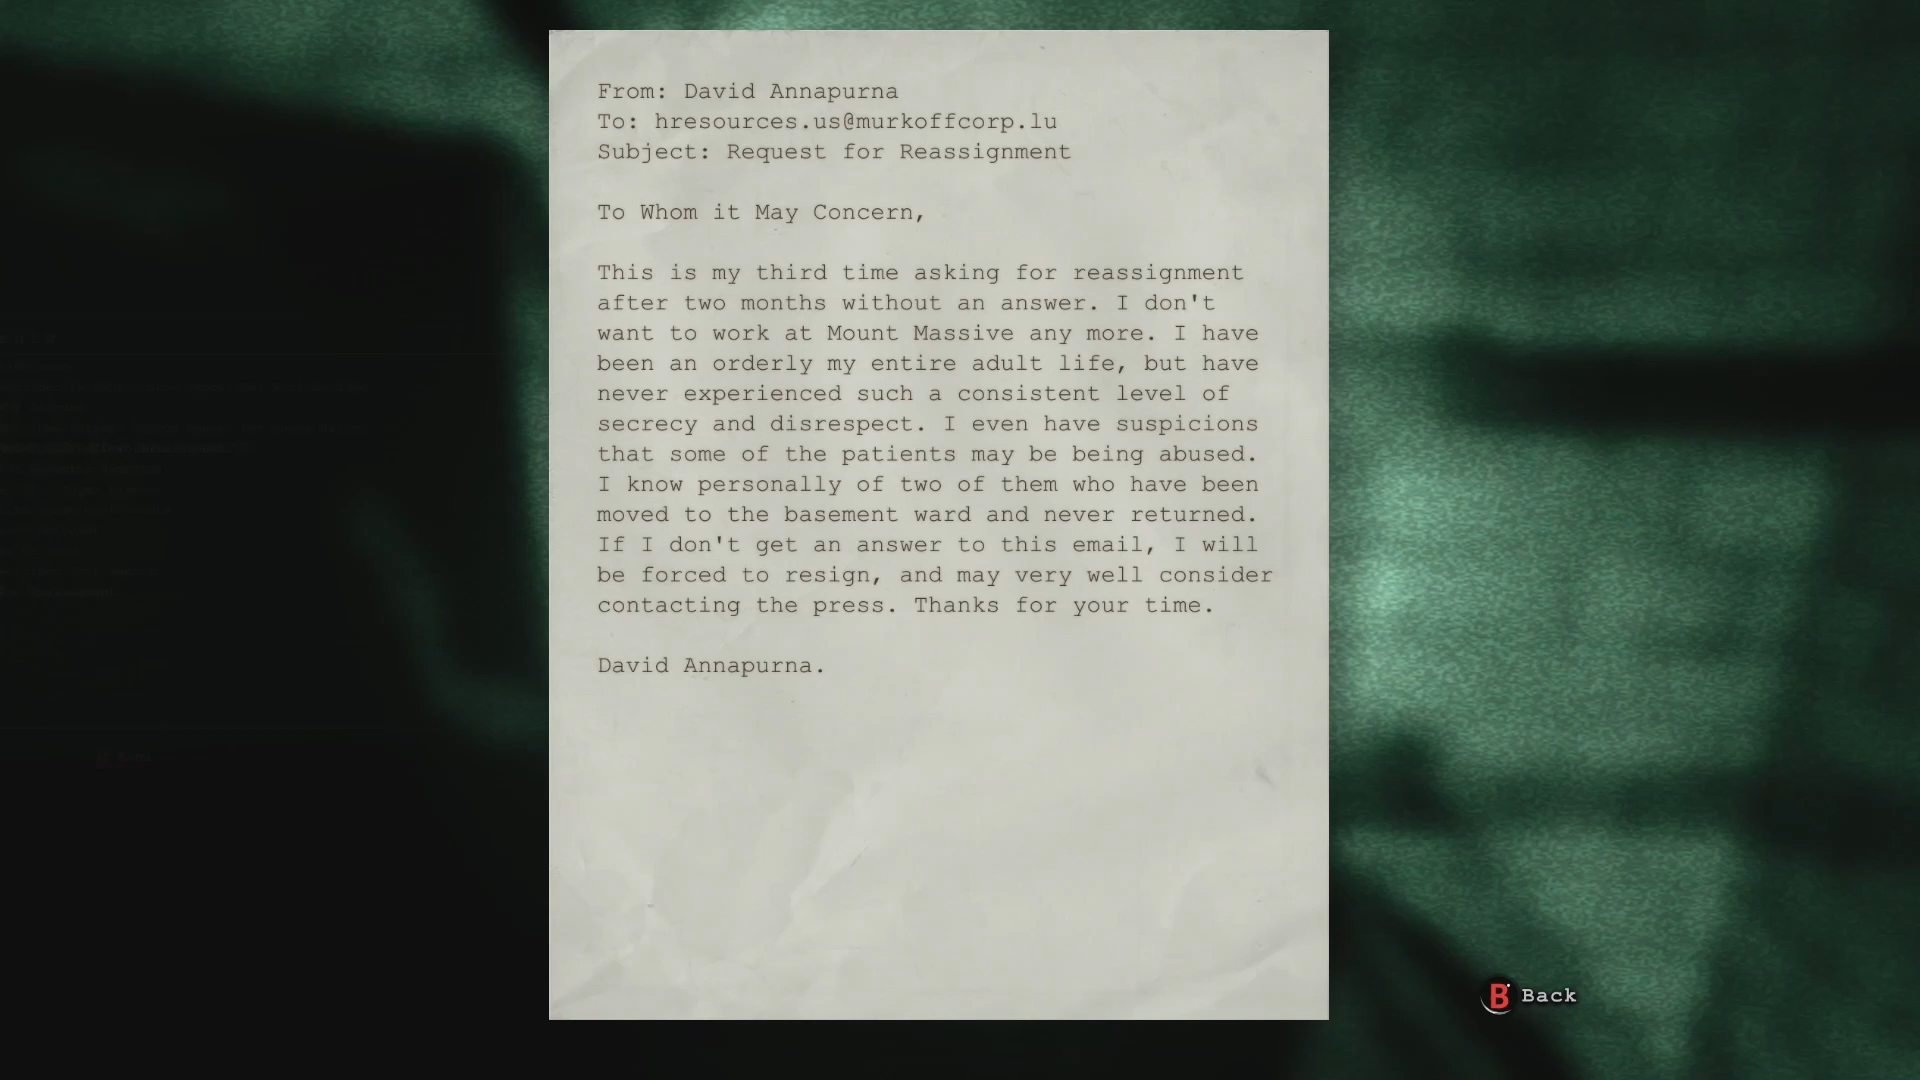 From: David Annapurna
To: hresources.us@murkoffcorp.lu
Subject: Request for Reassignment
To Whom it May Concern,
This is my third time asking for reassignment
after two months without an answer. I don't
want to work at Mount Massive any more. I have
been an orderly my entire adult life, but have
never experienced such a consistent level of
secrecy and disrespect. I even have suspicions
that some of the patients may be being abused.
I know personally of two of them who have been
moved to the basement ward and never returned.
If I don't get an answer to this email, I will
be forced to resign, and may very well consider
contacting the press. Thanks for your time.
David Annapurna.
B Back